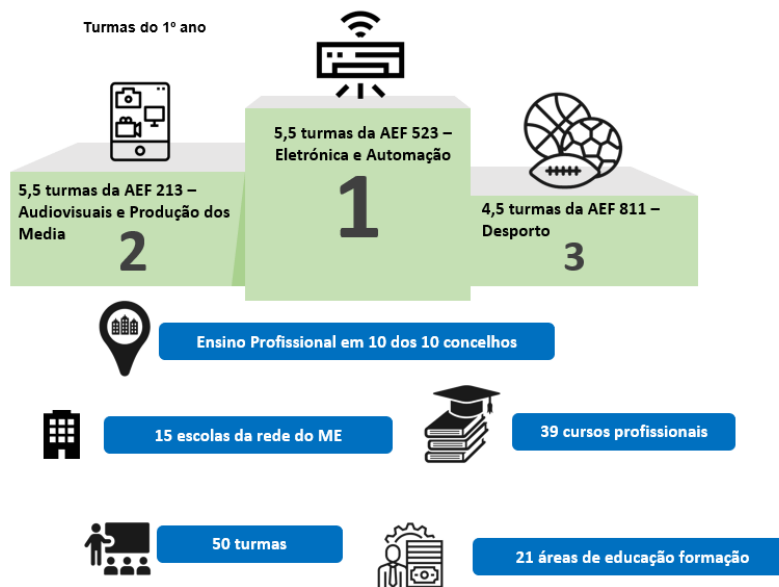 Turmas do 1º ano
5,5 turmas da AEF 523 –
Eletrónica e Automação
1
5,5 turmas da AEF 213 –
Audiovisuais e Produção dos
Media
2
4,5 turmas da AEF 811 –
Desporto
3
Ensino Profissional em 10 dos 10 concelhos
15 escolas da rede do ME
39 cursos profissionais
50 turmas
21 áreas de educação formação